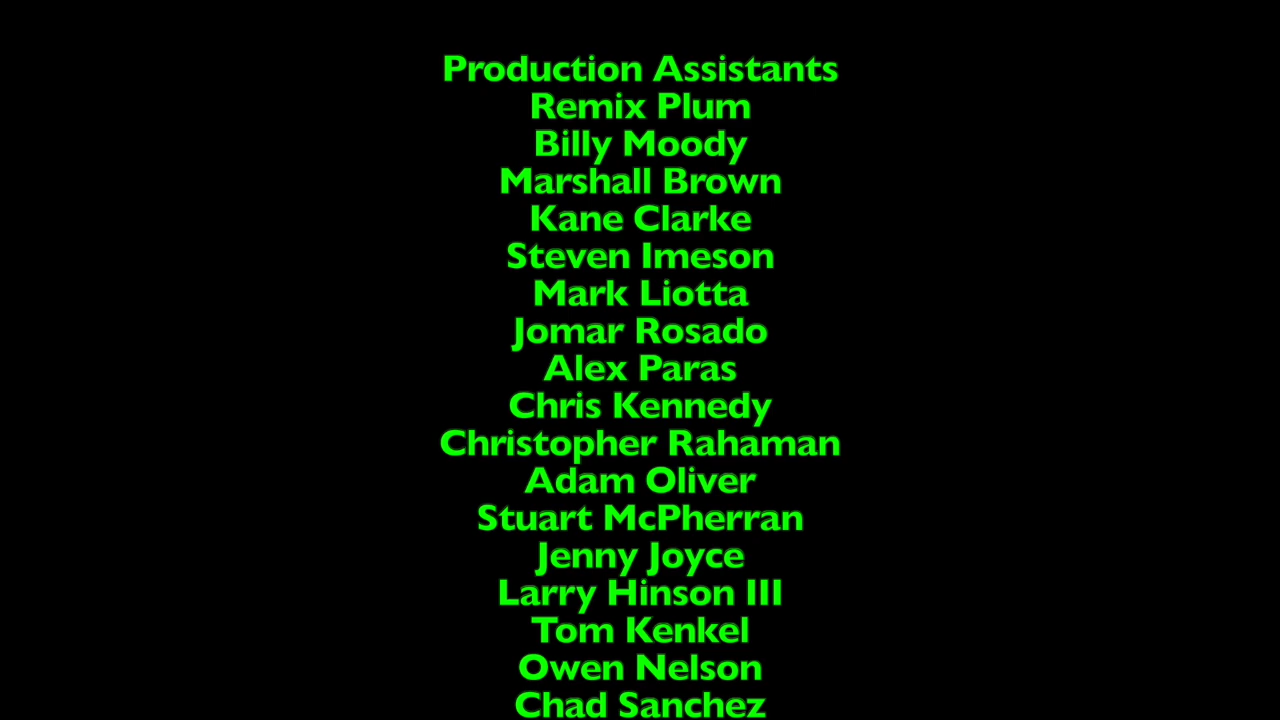 Production Assistants
Remix Plum
Billy Moody
Marshall Brown
Kane Clarke
Steven Imeson
Mark Liotta
Jomar Rosado
Alex Paras
Chris Kennedy
Christopher Rahaman
Adam Oliver
Stuart McPherran
Jenny Joyce
Larry Hinson III
Tom Kenkel
Owen Nelson
Chad Sanchez